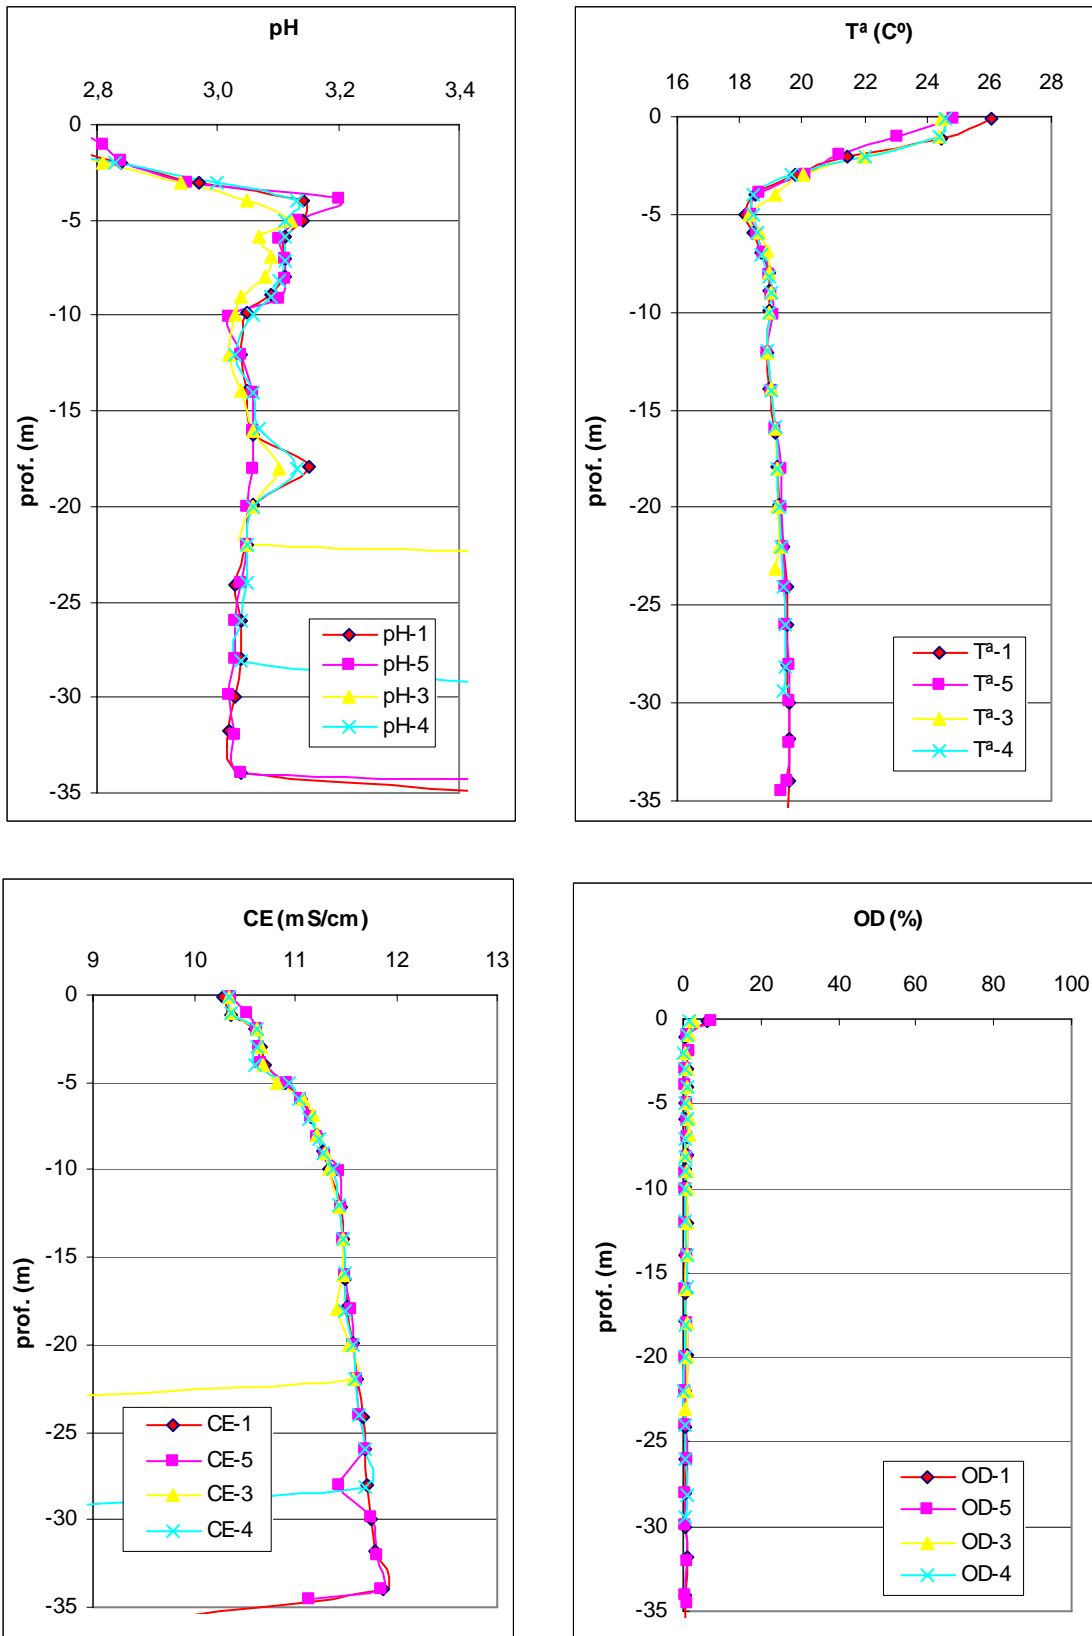 pH
2,8 3,0 3,2 3,4
0
-5
-10
-15
-20
-25
-30
-35
prof. (m)
pH-1
pH-5
pH-3
pH-4
Tª (Cº)
16 18 20 22 24 26 28
0
-5
-10
-15
-20
-25
-30
-35
prof. (m)
Tª-1
Tª-5
Tª-3
Tª-4
CE (mS/cm)
9 10 11 12 13
0
-5
-10
-15
-20
-25
-30
-35
prof. (m)
CE-1
CE-5
CE-3
CE-4
OD (%)
0 20 40 60 80 100
0
-5
-10
-15
-20
-25
-30
-35
prof. (m)
OD-1
OD-5
OD-3
OD-4